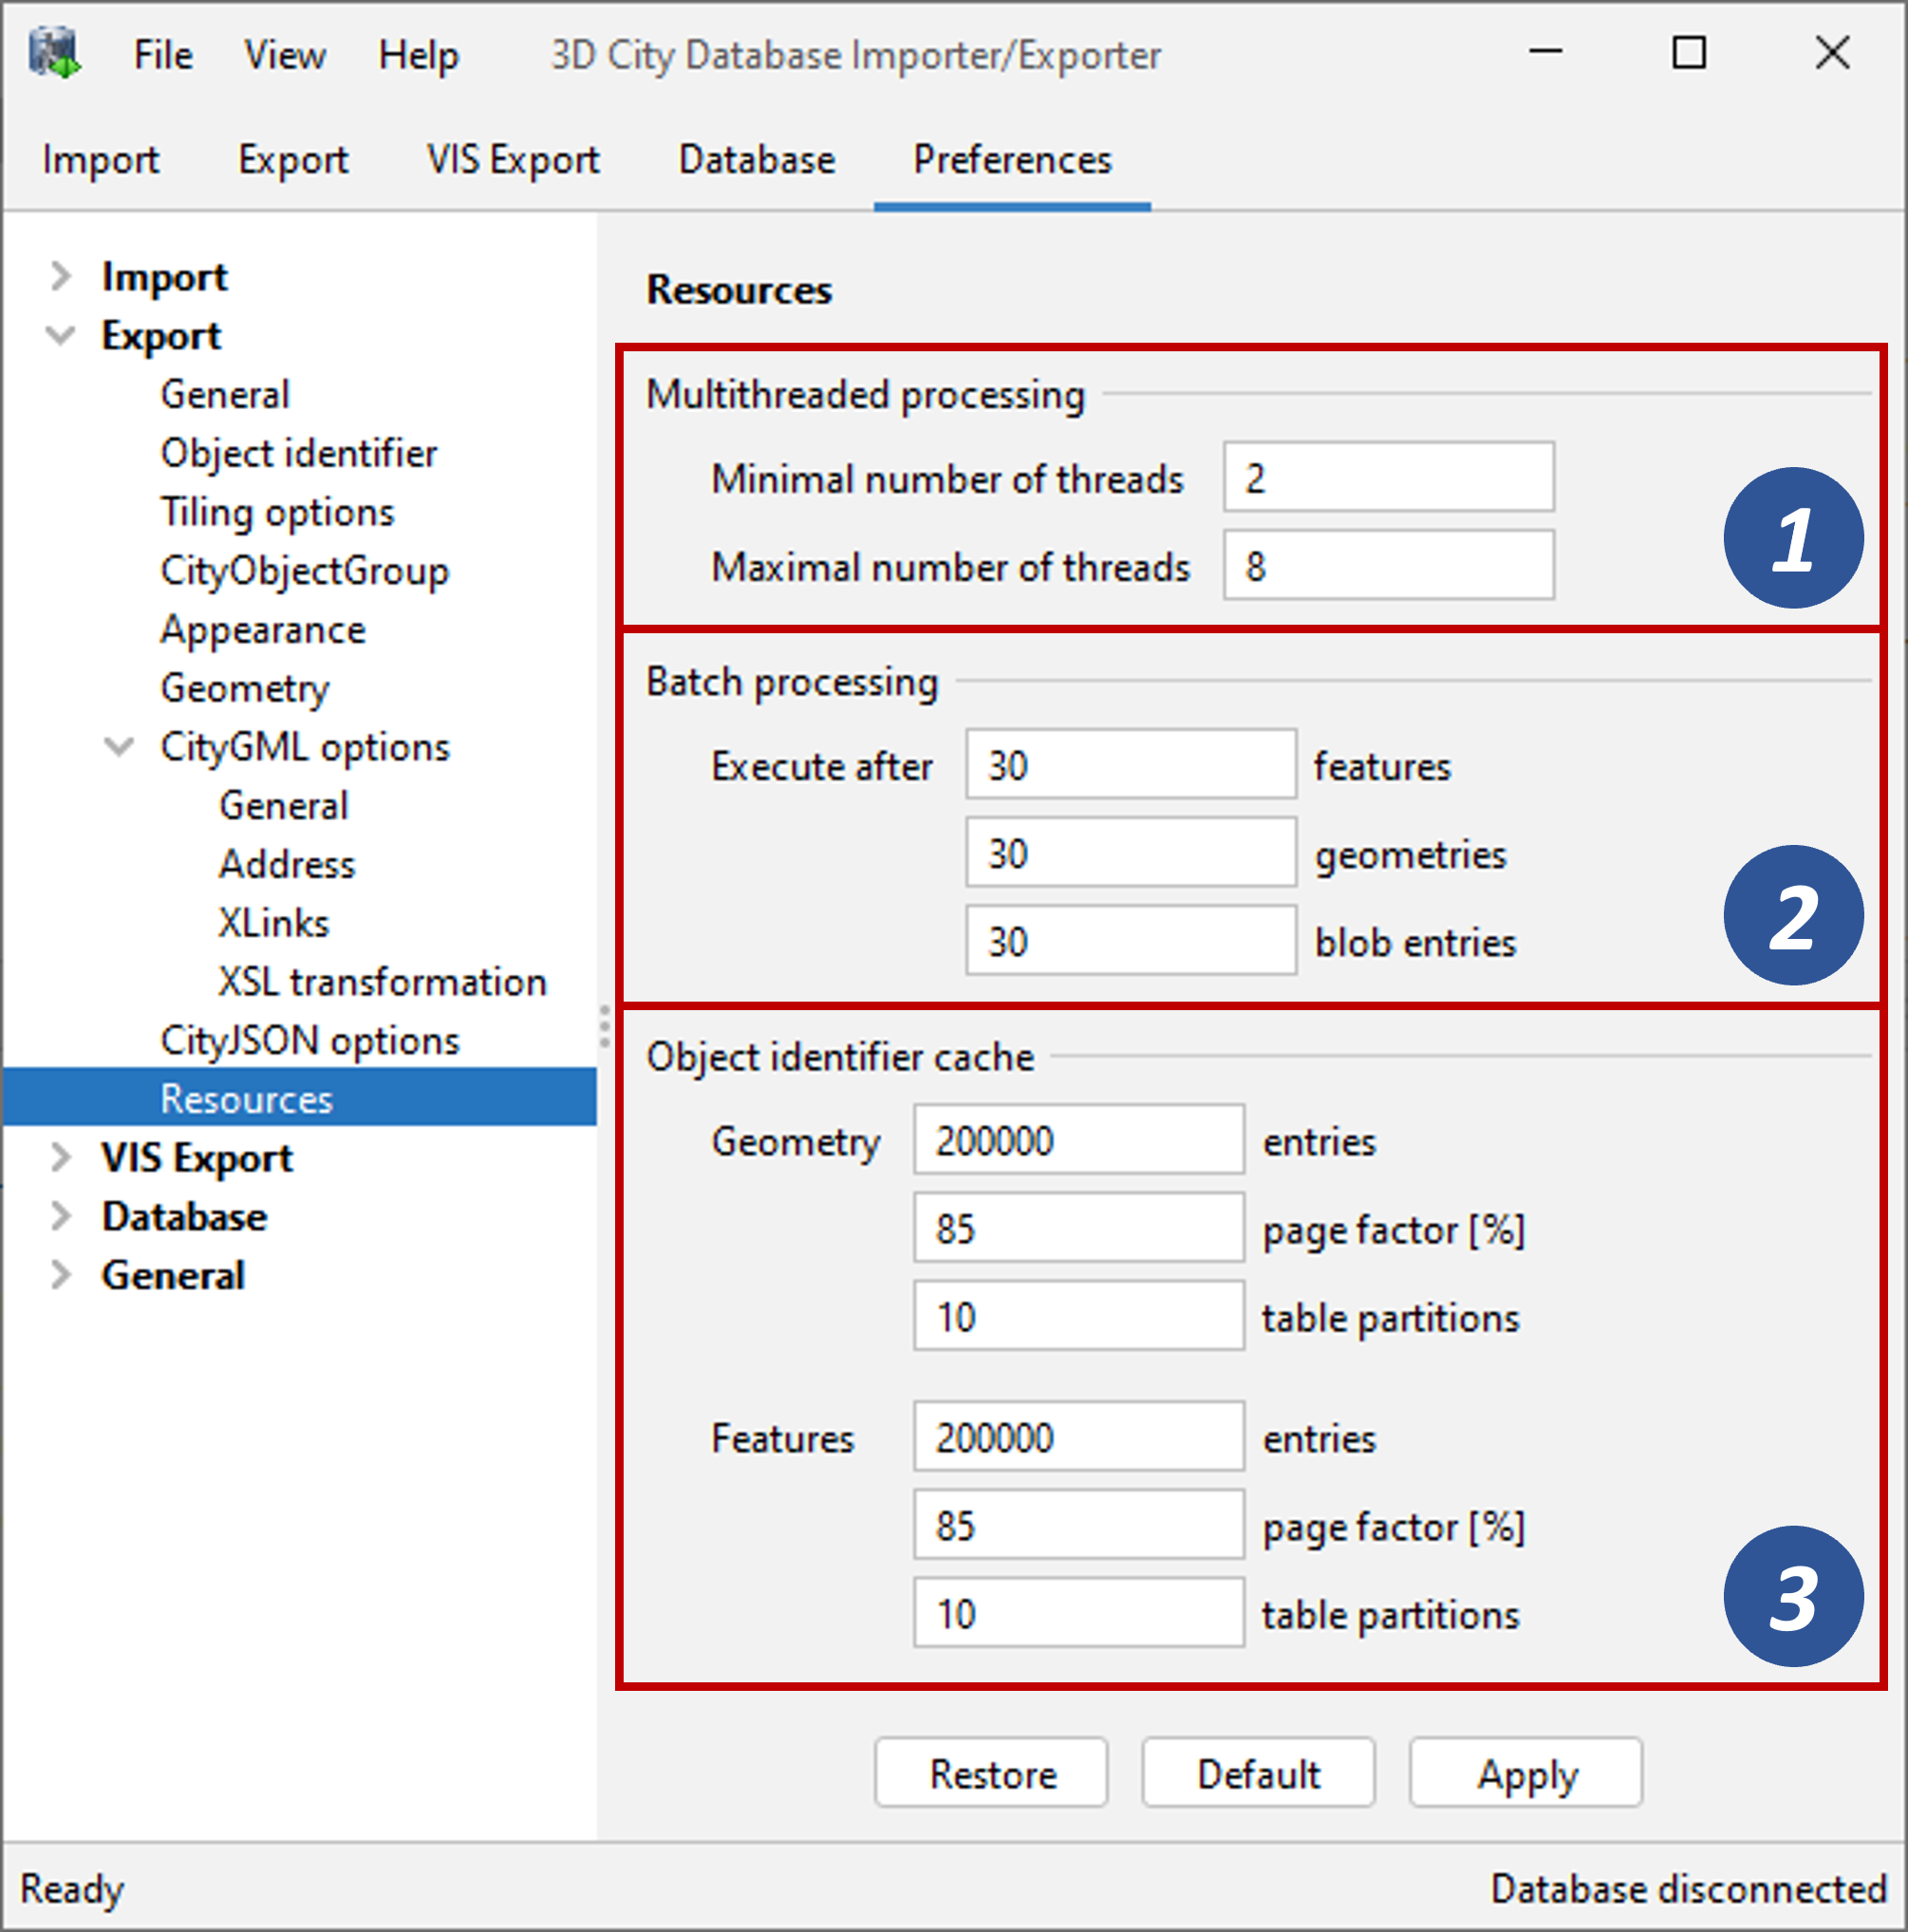 File View Help 3D City Database Importer/Exporter
Import Export VIS Export Database Preferences
Import
Export
General
Object identifier
Tiling options
CityObjectGroup
Appearance
Geometry
CityGML options
General
Address
XLinks
XSL transformation
CityJSON options
Resources
VIS Export
Database
General
Resources
Multithreaded processing
Minimal number of threads 2
Maximal number of threads 8
1
Batch processing
Execute after 30 features
30 geometries
30 blob entries
2
Object identifier cache
Geometry 200000 entries
85 page factor [%]
10 table partitions
Features 200000 entries
85 page factor [%]
10 table partitions
3
Restore Default Apply
Ready Database disconnected